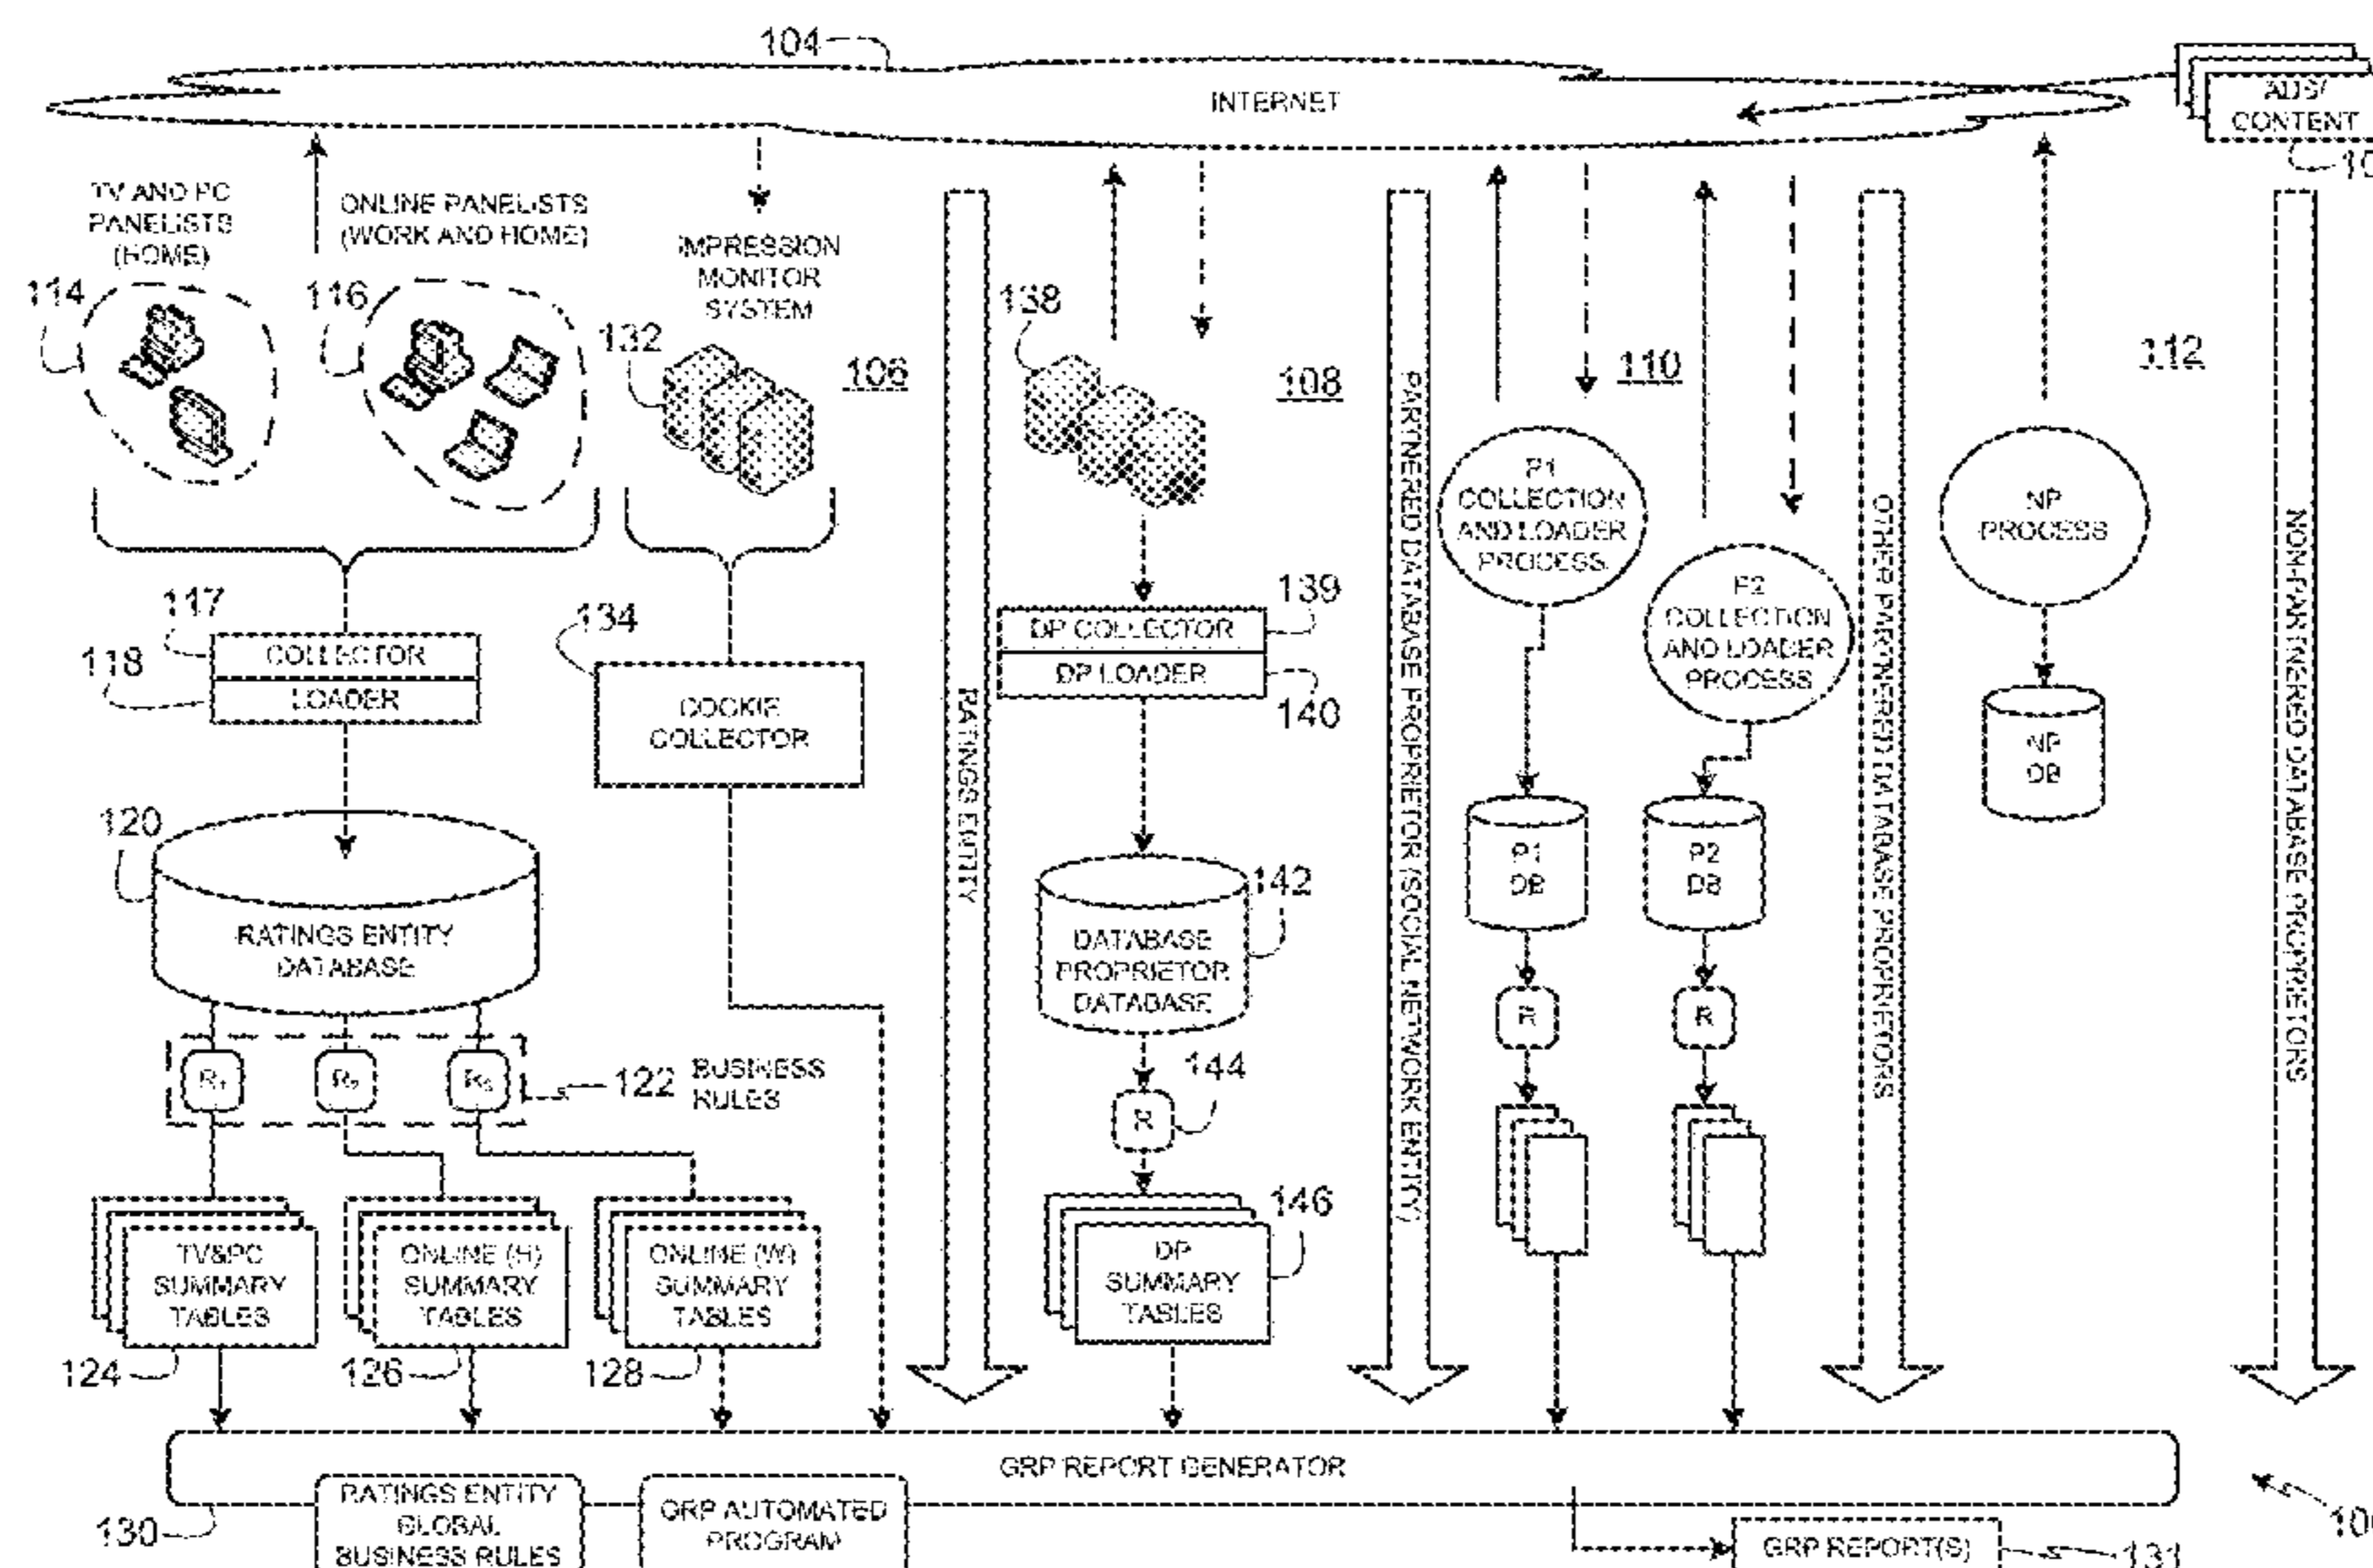 104
INTERNET
ADS/
CONTENT
TV AND PC
PANELISTS
(HOME)
ONLINE PANELISTS
(WORK AND HOME)
IMPRESSION
MONITOR
SYSTEM
114
116
132
106
138
108
110
112
P1
COLLECTION
AND LOADER
PROCESS
P2
COLLECTION
AND LOADER
PROCESS
NP
PROCESS
117
118
COLLECTOR
LOADER
134
COOKIE
COLLECTOR
RATINGS ENTITY
DP COLLECTOR
139
DP LOADER
140
PARTNERED DATABASE PROPRIETOR (SOCIAL NETWORK ENTITY)
OTHER PARTNERED DATABASE PROPRIETORS
NP
DB
NON-PARTNERED DATABASE PROPRIETORS
120
RATINGS ENTITY
DATABASE
142
DATABASE
PROPRIETOR
DATABASE
P1
DB
P2
DB
R
R
R1
R2
R3
122
BUSINESS
RULES
144
R
TV&PC
SUMMARY
TABLES
ONLINE (H)
SUMMARY
TABLES
ONLINE (W)
SUMMARY
TABLES
146
DP
SUMMARY
TABLES
124
126
128
GRP REPORT GENERATOR
130
RATINGS ENTITY
GLOBAL
BUSINESS RULES
GRP AUTOMATED
PROGRAM
GRP REPORT(S)
131